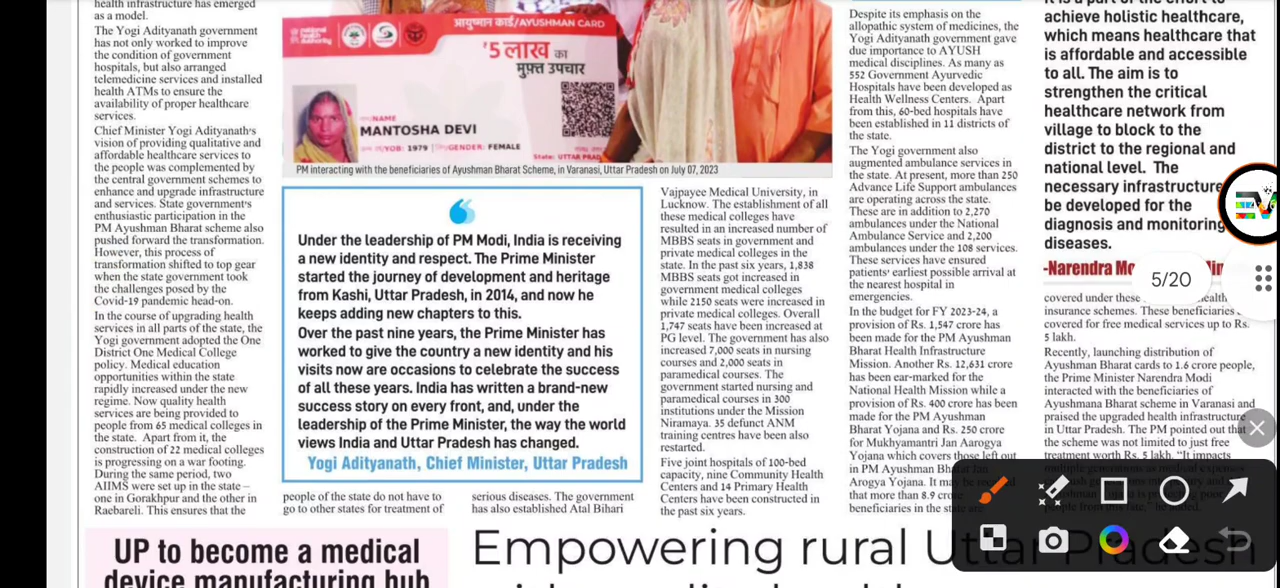 health infrastructure has emerged
as a model.
The Yogi Adityanath government
has not only worked to improve
the condition of government
hospitals, but also arranged
telemedicine services and installed
health ATMs to ensure the
availability of proper healthcare
services.
Chief Minister Yogi Adityanath's
vision of providing qualitative and
affordable healthcare services to
the people was complemented by
the central government schemes to
enhance and upgrade infrastructure
and services. State government's
enthusiastic participation in the
PM Ayushman Bharat scheme also
pushed forward the transformation.
However, this process of
transformation shifted to top gear
when the state government took
the challenges posed by the
Covid-19 pandemic head-on.
In the course of upgrading health
services in all parts of the state, the
Yogi government adopted the One
District One Medical College
policy. Medical education
opportunities within the state
rapidly increased under the new
regime. Now quality health
services are being provided to
people from 65 medical colleges in
the state. Apart from it, the
construction of 22 medical colleges
is progressing on a war footing.
During the same period, two
AIIMS were set up in the state –
one in Gorakhpur and the other in
Raebareli. This ensures that the
आयुष्मान कार्ड/AYUSHMAN CARD
5 लाख का
मुफ़्त उपचार
NAME
MANTOSHA DEVI
YOB: 1979
GENDER: FEMALE
State: UTTAR PRAD
PM interacting with the beneficiaries of Ayushman Bharat Scheme, in Varanasi, Uttar Pradesh on July 07, 2023
Under the leadership of PM Modi, India is receiving
a new identity and respect. The Prime Minister
started the journey of development and heritage
from Kashi, Uttar Pradesh, in 2014, and now he
keeps adding new chapters to this.
Over the past nine years, the Prime Minister has
worked to give the country a new identity and his
visits now are occasions to celebrate the success
of all these years. India has written a brand-new
success story on every front, and, under the
leadership of the Prime Minister, the way the world
views India and Uttar Pradesh has changed.
Yogi Adityanath, Chief Minister, Uttar Pradesh
people of the state do not have to
go to other states for treatment of
serious diseases. The government
has also established Atal Bihari
Vajpayee Medical University, in
Lucknow. The establishment of all
these medical colleges have
resulted in an increased number of
MBBS seats in government and
private medical colleges in the
state. In the past six years, 1,838
MBBS seats got increased in
government medical colleges
while 2150 seats were increased in
private medical colleges. Overall
1,747 seats have been increased at
PG level. The government has also
increased 7,000 seats in nursing
courses and 2,000 seats in
paramedical courses. The
government started nursing and
paramedical courses in 300
institutions under the Mission
Niramaya. 35 defunct ANM
training centres have been also
restarted.
Five joint hospitals of 100-bed
capacity, nine Community Health
Centers and 14 Primary Health
Centers have been constructed in
the past six years.
Despite its emphasis on the
allopathic system of medicines, the
Yogi Adityanath government gave
due importance to AYUSH
medical disciplines. As many as
552 Government Ayurvedic
Hospitals have been developed as
Health Wellness Centers. Apart
from this, 60-bed hospitals have
been established in 11 districts of
the state.
The Yogi government also
augmented ambulance services in
the state. At present, more than 250
Advance Life Support ambulances
are operating across the state.
These are in addition to 2,270
ambulances under the National
Ambulance Service and 2,200
ambulances under the 108 services.
These services have ensured
patients' earliest possible arrival at
the nearest hospital in
emergencies.
In the budget for FY 2023-24, a
provision of Rs. 1,547 crore has
been made for the PM Ayushman
Bharat Health Infrastructure
Mission. Another Rs. 12,631 crore
has been ear-marked for the
National Health Mission while a
provision of Rs. 400 crore has been
made for the PM Ayushman
Bharat Yojana and Rs. 250 crore
for Mukhyamantri Jan Aarogya
Yojana which covers those left out
in PM Ayushman Bharat Jan
Arogya Yojana. It may be
that more than 8.9 crore
beneficiaries in the state are
It is a part of the effort to
achieve holistic healthcare,
which means healthcare that
is affordable and accessible
to all. The aim is to
strengthen the critical
healthcare network from
village to block to the
district to the regional and
national level. The
necessary infrastructure
be developed for the
diagnosis and monitoring
diseases.
-Narendra Mo
5/20
EV
covered under these health
insurance schemes. These beneficiaries
covered for free medical services up to Rs.
5 lakh.
Recently, launching distribution of
Ayushman Bharat cards to 1.6 crore people,
the Prime Minister Narendra Modi
interacted with the beneficiaries of
Ayushmana Bharat scheme in Varanasi and
praised the upgraded health infrastructure
in Uttar Pradesh. The PM pointed out that
the scheme was not limited to just free
treatment worth Rs. 5 lakh. "It impacts
UP to become a medical
device manufacturing hub
Empowering rural Uttar Pradesh